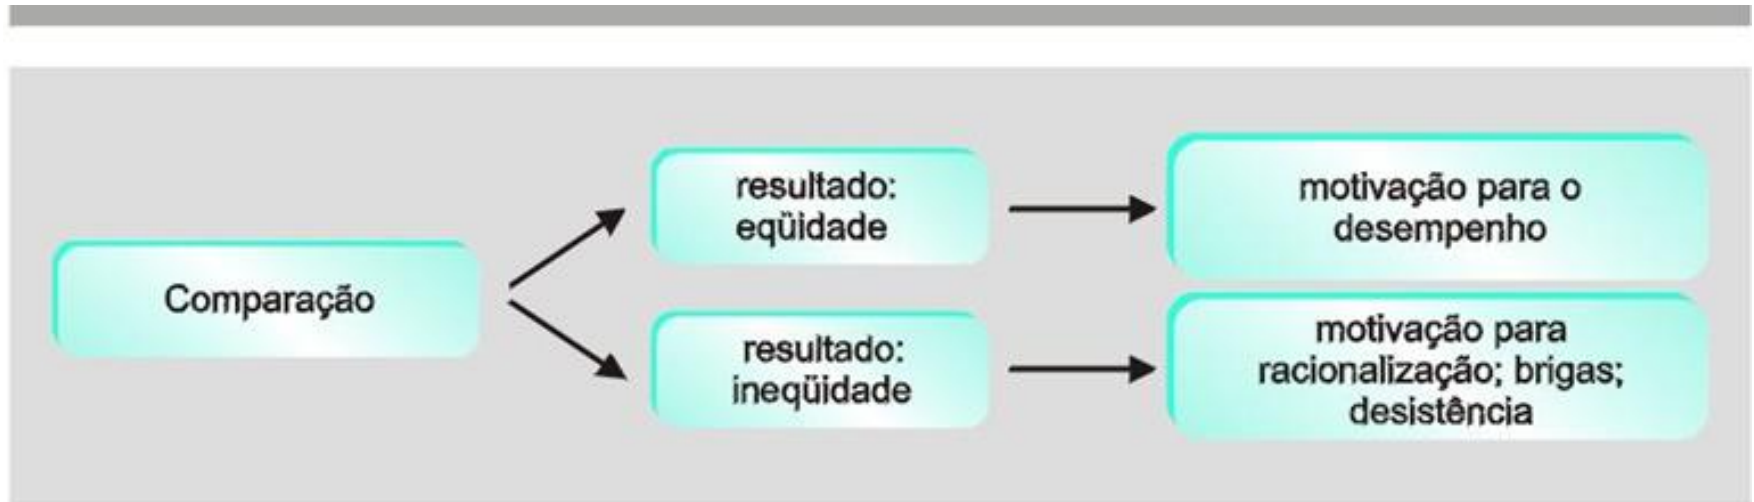 Comparação
resultado:
eqüidade
motivação para o
desempenho
resultado:
ineqüidade
motivação para
racionalização; brigas;
desistência